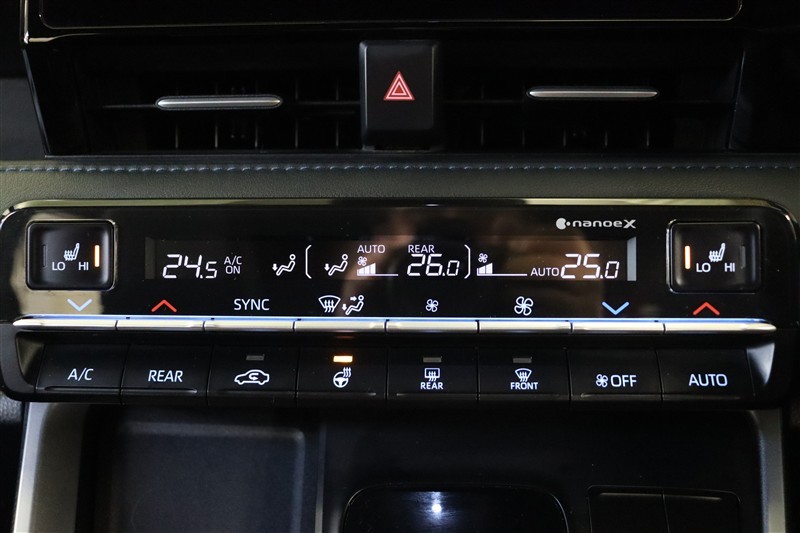 nanoeX
LO HI
24.5 A/C ON
AUTO
REAR
26.0
AUTO 25.0
LO HI
SYNC
A/C
REAR
REAR
FRONT
OFF
AUTO